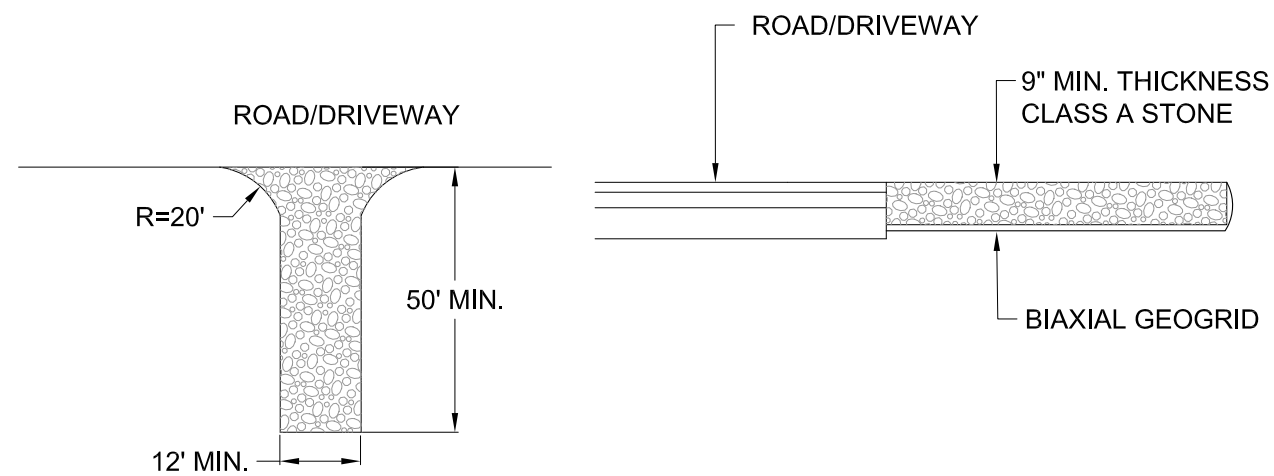 ROAD/DRIVEWAY
R=20'
50' MIN.
12' MIN.
ROAD/DRIVEWAY
9" MIN. THICKNESS
CLASS A STONE
BIAXIAL GEOGRID